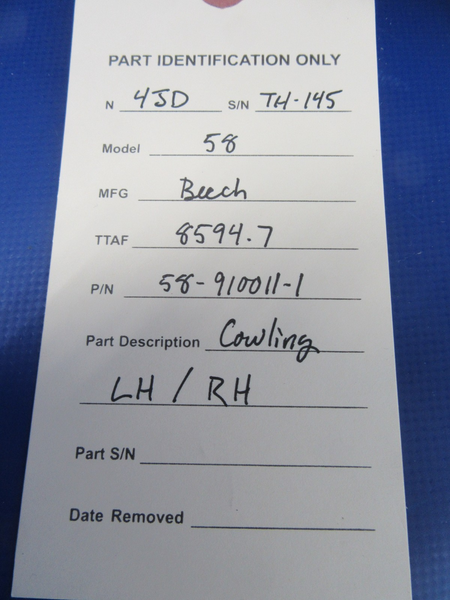 PART IDENTIFICATION ONLY
N 4JD S/N TH-145
Model 58
MFG Beech
TTAF 8594.7
P/N 58-910011-1
Part Description Cowling
LH / RH
Part S/N
Date Removed